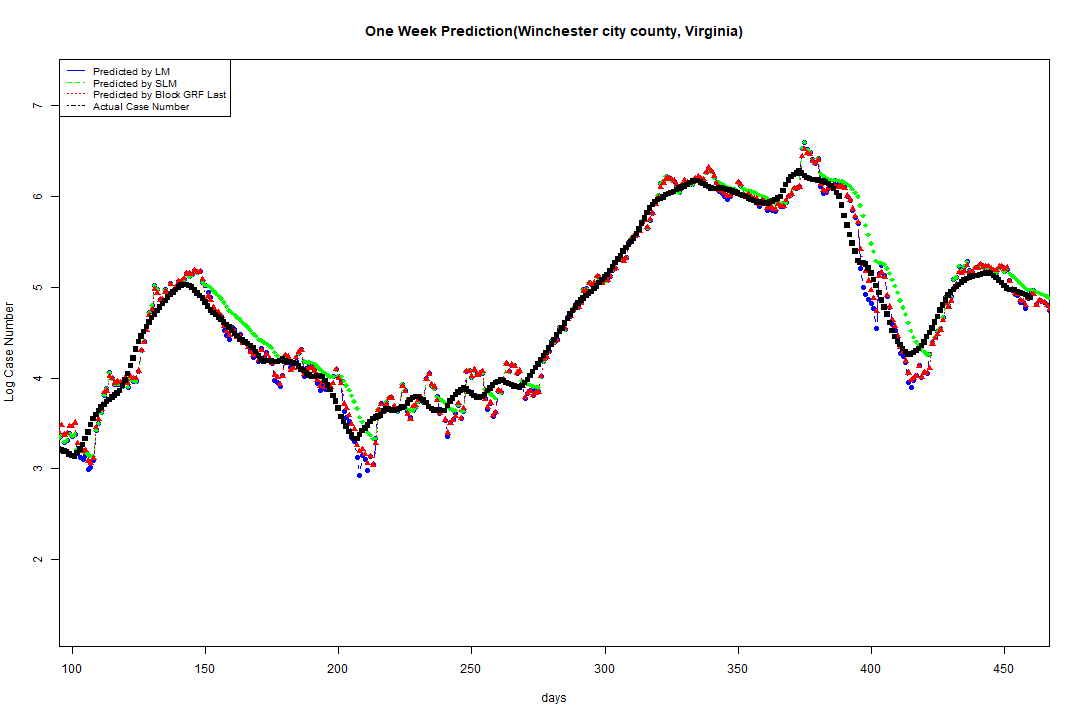 One Week Prediction(Winchester city county, Virginia)
Predicted by LM
Predicted by SLM
Predicted by Block GRF Last
Actual Case Number
7
6
5
4
3
2
Log Case Number
100 150 200 250 300 350 400 450
days